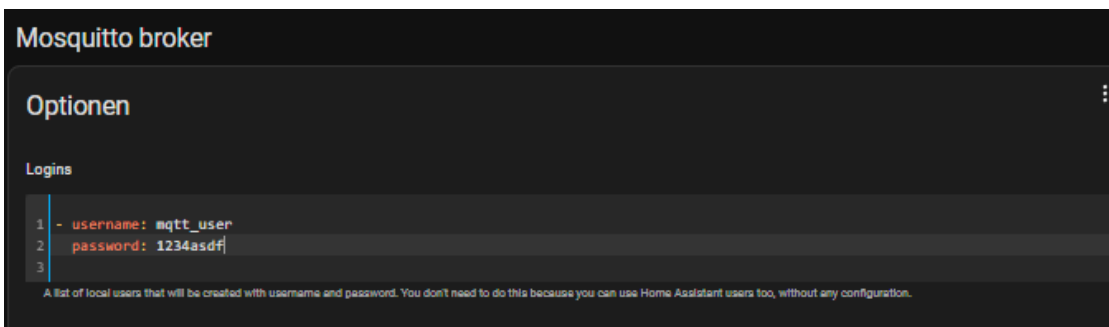 Mosquitto broker
Optionen
Logins
1 - username: mqtt_user
2 password: 1234asdf
3
A list of local users that will be created with username and password. You don't need to do this because you can use Home Assistant users too, without any configuration.